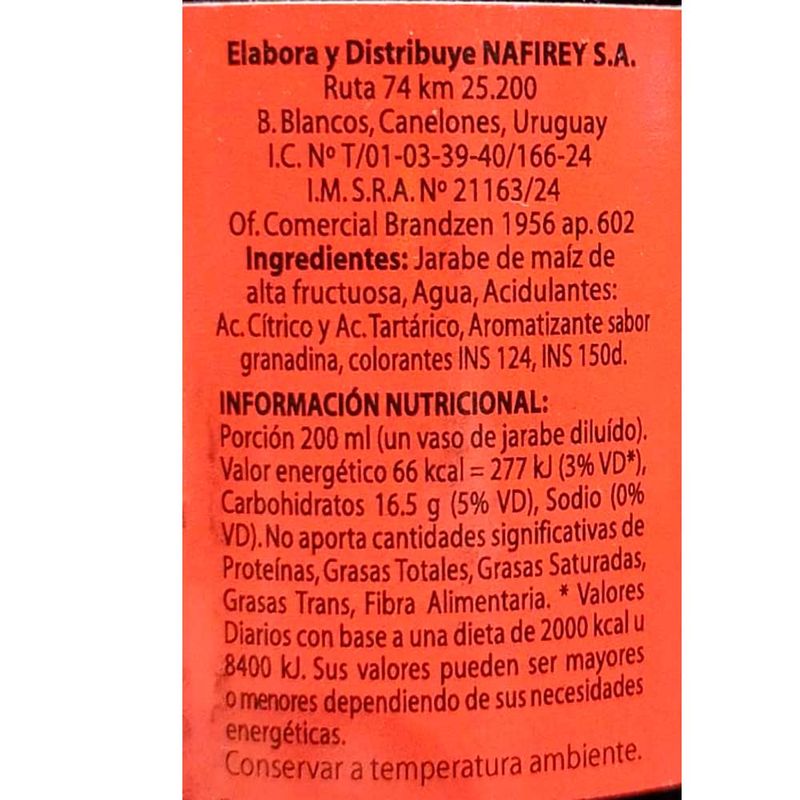 Elabora y Distribuye NAFIREY S.A.
Ruta 74 km 25.200
B. Blancos, Canelones, Uruguay
I.C. Nº T/01-03-39-40/166-24
I.M. S.R.A. Nº 21163/24
Of. Comercial Brandzen 1956 ap. 602
Ingredientes: Jarabe de maíz de
alta fructuosa, Agua, Acidulantes:
Ac. Cítrico y Ac. Tartárico, Aromatizante sabor
granadina, colorantes INS 124, INS 150d.
INFORMACIÓN NUTRICIONAL:
Porción 200 ml (un vaso de jarabe diluído).
Valor energético 66 kcal = 277 kJ (3% VD*),
Carbohidratos 16.5 g (5% VD), Sodio (0%
VD). No aporta cantidades significativas de
Proteínas, Grasas Totales, Grasas Saturadas,
Grasas Trans, Fibra Alimentaria. * Valores
Diarios con base a una dieta de 2000 kcal u
8400 kJ. Sus valores pueden ser mayores
o menores dependiendo de sus necesidades
energéticas.
Conservar a temperatura ambiente.